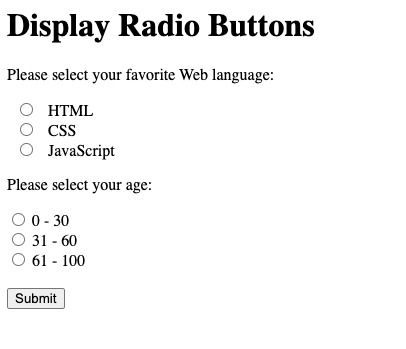 Display Radio Buttons
Please select your favorite Web language:
HTML
CSS
JavaScript
Please select your age:
0 - 30
31 - 60
61 - 100
Submit